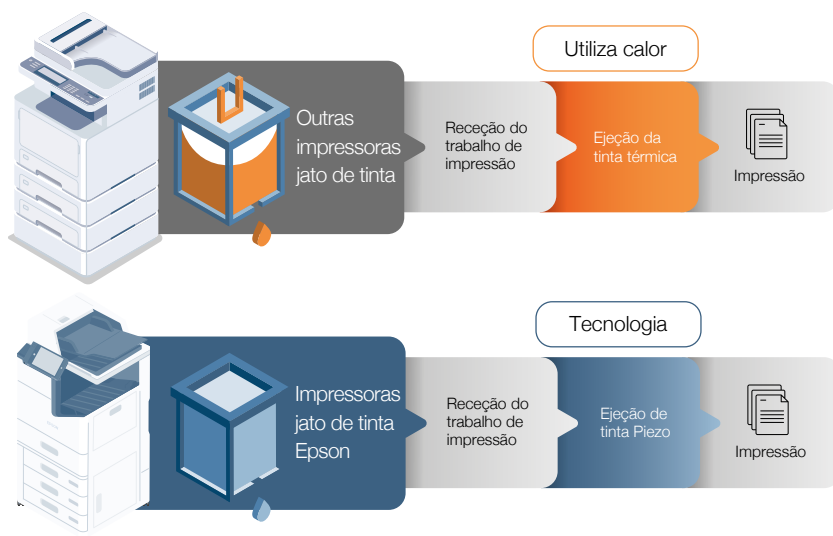 Utiliza calor
Outras
impressoras
jato de tinta
Receção do
trabalho de
impressão
Ejeção da
tinta térmica
Impressão
Tecnologia
Impressoras
jato de tinta
Epson
Receção do
trabalho de
impressão
Ejeção de
tinta Piezo
Impressão